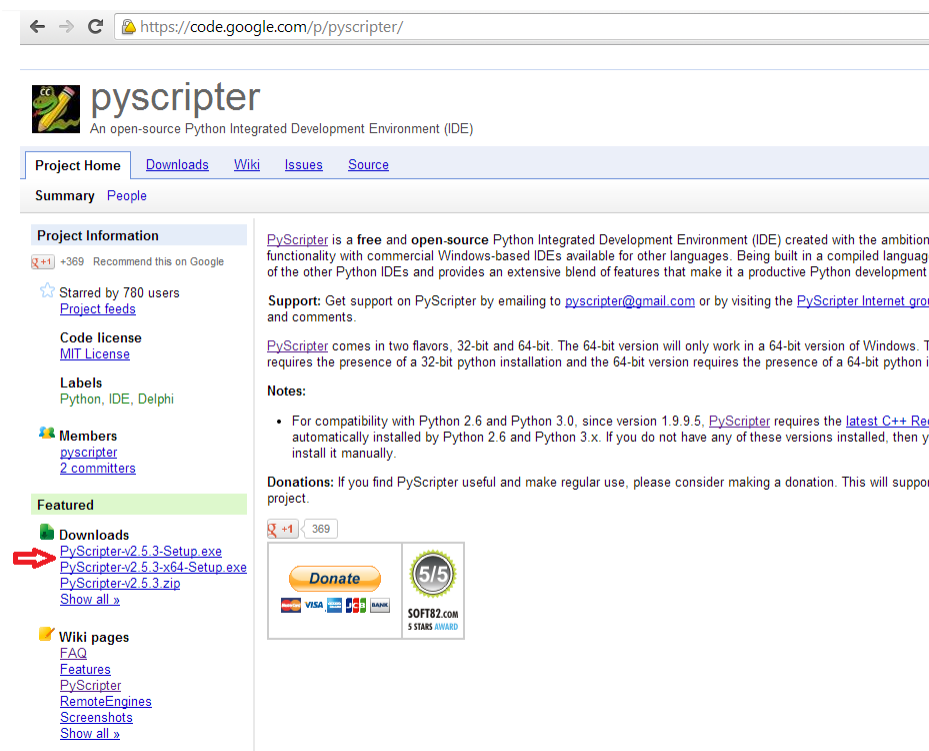 https://code.google.com/p/pyscripter/
pyscripter
An open-source Python Integrated Development Environment (IDE)
Project Home Downloads Wiki Issues Source
Summary People
Project Information
+1 +369 Recommend this on Google
Starred by 780 users
Project feeds
Code license
MIT License
Labels
Python, IDE, Delphi
Members
pyscripter
2 committers
Featured
Downloads
PyScripter-v2.5.3-Setup.exe
PyScripter-v2.5.3-x64-Setup.exe
PyScripter-v2.5.3.zip
Show all »
Wiki pages
FAQ
Features
PyScripter
RemoteEngines
Screenshots
Show all »
PyScripter is a free and open-source Python Integrated Development Environment (IDE) created with the ambition
functionality with commercial Windows-based IDEs available for other languages. Being built in a compiled languag
of the other Python IDEs and provides an extensive blend of features that make it a productive Python development
Support: Get support on PyScripter by emailing to pyscripter@gmail.com or by visiting the PyScripter Internet grou
and comments.
PyScripter comes in two flavors, 32-bit and 64-bit. The 64-bit version will only work in a 64-bit version of Windows. T
requires the presence of a 32-bit python installation and the 64-bit version requires the presence of a 64-bit python i
Notes:
• For compatibility with Python 2.6 and Python 3.0, since version 1.9.9.5, PyScripter requires the latest C++ Re
automatically installed by Python 2.6 and Python 3.x. If you do not have any of these versions installed, then y
install it manually.
Donations: If you find PyScripter useful and make regular use, please consider making a donation. This will suppo
project.
+1 369
Donate
MasterCard VISA JCB BANK
5/5
SOFT82.COM
5 STARS AWARD